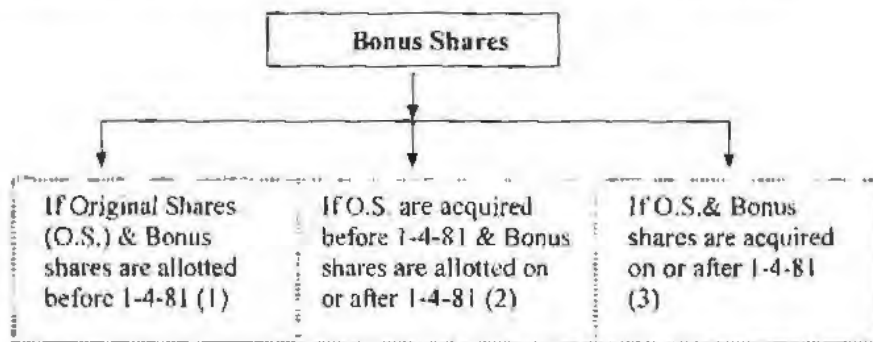 Bonus Shares
If Original Shares
(O.S.) & Bonus
shares are allotted
before 1-4-81 (1)
If O.S. are acquired
before 1-4-81 & Bonus
shares are allotted on
or after 1-4-81 (2)
If O.S.& Bonus
shares are acquired
on or after 1-4-81
(3)